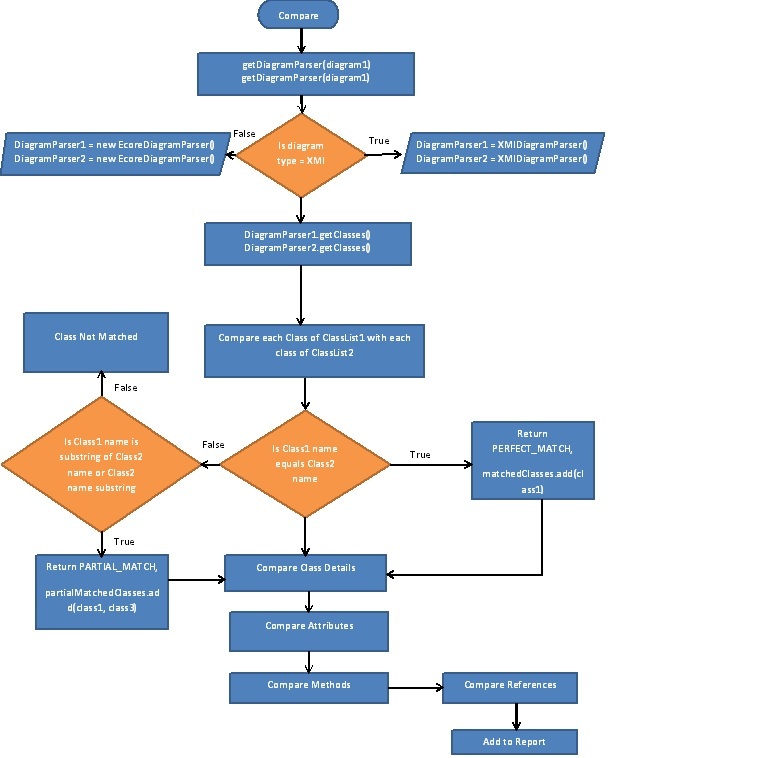 Compare
getDiagramParser(diagram1)
getDiagramParser(diagram1)
False
True
DiagramParser1 = new EcoreDiagramParser()
DiagramParser2 = new EcoreDiagramParser()
Is diagram
type = XMI
DiagramParser1 = XMIDiagramParser()
DiagramParser2 = XMIDiagramParser()
DiagramParser1.getClasses()
DiagramParser2.getClasses()
Class Not Matched
Compare each Class of ClassList1 with each
class of ClassList2
False
Is Class1 name is
substring of Class2
name or Class2
name substring
False
Is Class1 name
equals Class2
name
True
Return
PERFECT_MATCH,
matchedClasses.add(cl
ass1)
True
Return PARTIAL_MATCH,
partialMatchedClasses.ad
d(class1, class3)
Compare Class Details
Compare Attributes
Compare Methods
Compare References
Add to Report